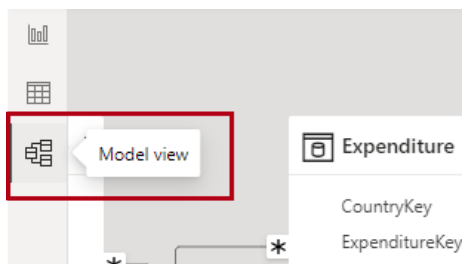 Model view
Expenditure
CountryKey
ExpenditureKey
*
*